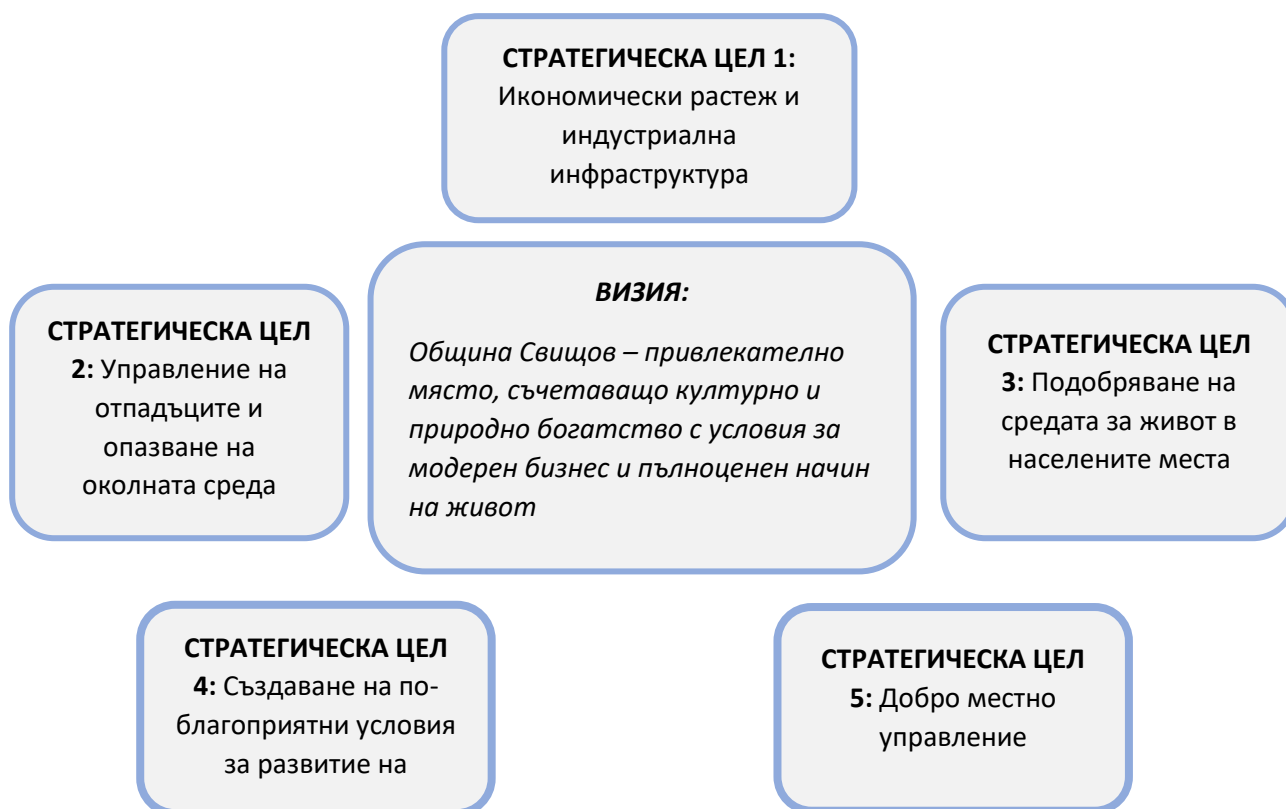 СТРАТЕГИЧЕСКА ЦЕЛ 1:
Икономически растеж и
индустриална
инфраструктура
ВИЗИЯ:
Община Свищов – привлекателно
място, съчетаващо културно и
природно богатство с условия за
модерен бизнес и пълноценен начин
на живот
СТРАТЕГИЧЕСКА ЦЕЛ
2: Управление на
отпадъците и
опазване на
околната среда
СТРАТЕГИЧЕСКА ЦЕЛ
3: Подобряване на
средата за живот в
населените места
СТРАТЕГИЧЕСКА ЦЕЛ
4: Създаване на по-
благоприятни условия
за развитие на
СТРАТЕГИЧЕСКА ЦЕЛ
5: Добро местно
управление